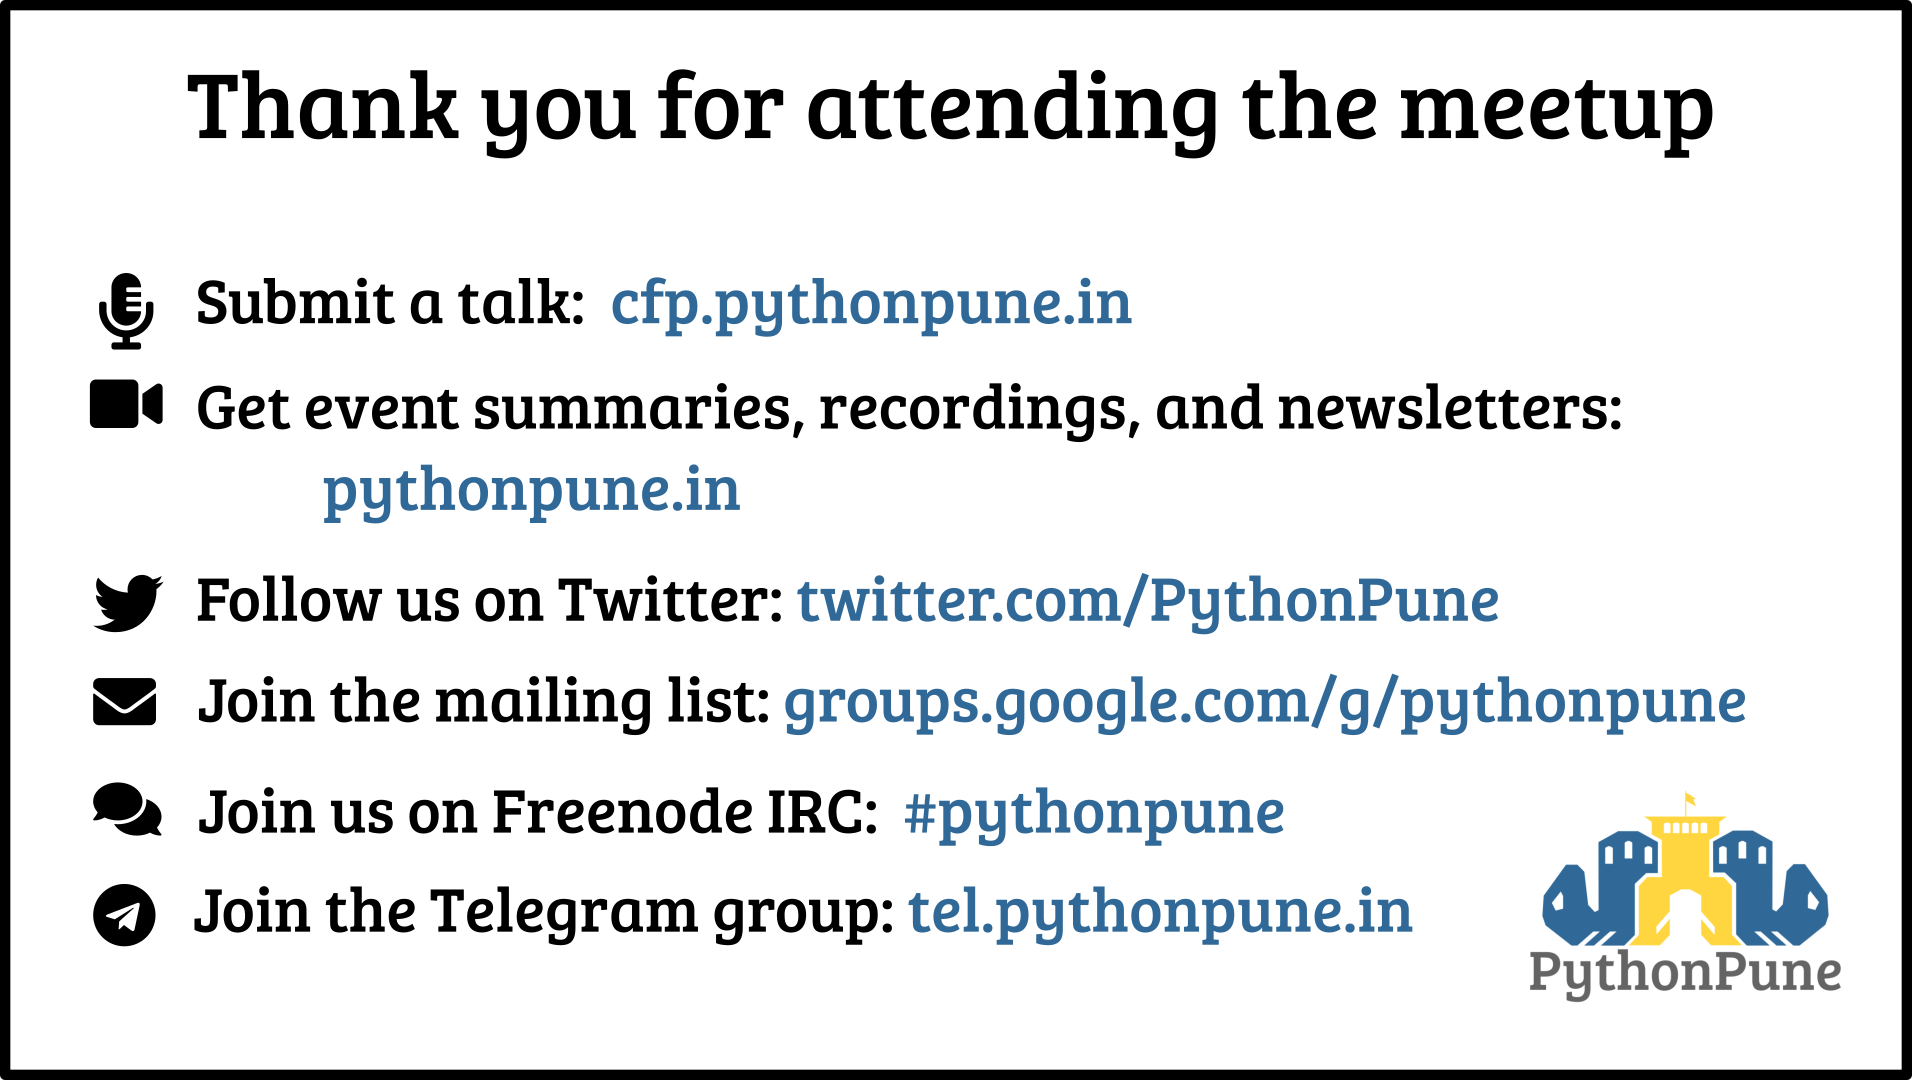 Thank you for attending the meetup
Submit a talk: cfp.pythonpune.in
Get event summaries, recordings, and newsletters:
pythonpune.in
Follow us on Twitter: twitter.com/PythonPune
Join the mailing list: groups.google.com/g/pythonpune
Join us on Freenode IRC: #pythonpune
Join the Telegram group: tel.pythonpune.in
PythonPune